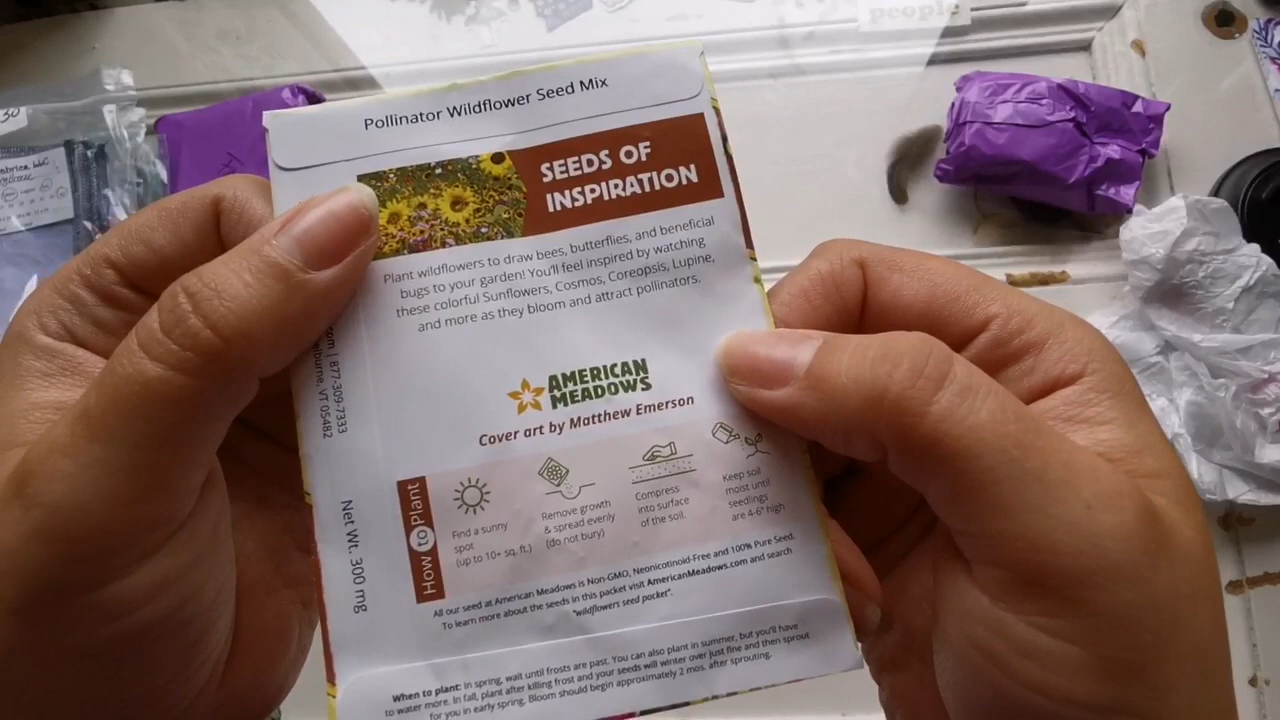 people
30
Pollinator Wildflower Seed Mix
SEEDS OF
INSPIRATION
Plant wildflowers to draw bees, butterflies, and beneficial
bugs to your garden! You'll feel inspired by watching
these colorful Sunflowers, Cosmos, Coreopsis, Lupine,
and more as they bloom and attract pollinators.
AMERICAN
MEADOWS
Cover art by Matthew Emerson
How to Plant
Find a sunny
spot
(up to 10+ sq. ft.)
Remove growth
& spread evenly
(do not bury)
Compress
into surface
of the soil.
Keep soil
moist until
seedlings
are 4-6" high
All our seed at American Meadows is Non-GMO, Neonicotinoid-Free and 100% Pure Seed.
To learn more about the seeds in this packet visit AmericanMeadows.com and search
"wildflowers seed pocket".
When to plant: In spring, wait until frosts are past. You can also plant in summer, but you'll have
to water more. In fall, plant after killing frost and your seeds will winter over just fine and then sprout
for you in early spring. Bloom should begin approximately 2 mos. after sprouting.
| 877-309-7333
VT 05482
Net Wt. 300 mg